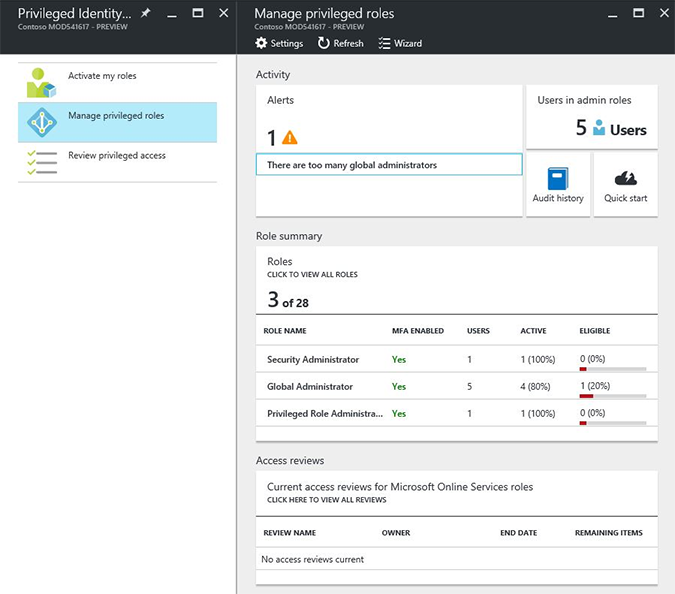 Privileged Identity...
Contoso MOD541617 - PREVIEW
Activate my roles
Manage privileged roles
Review privileged access
Manage privileged roles
Contoso MOD541617 - PREVIEW
Settings Refresh Wizard
Activity
Alerts
1
There are too many global administrators
Users in admin roles
5 Users
Audit history
Quick start
Role summary
Roles
CLICK TO VIEW ALL ROLES
3 of 28
ROLE NAME MFA ENABLED USERS ACTIVE ELIGIBLE
Security Administrator Yes 1 1 (100%) 0 (0%)
Global Administrator Yes 5 4 (80%) 1 (20%)
Privileged Role Administra... Yes 1 1 (100%) 0 (0%)
Access reviews
Current access reviews for Microsoft Online Services roles
CLICK HERE TO VIEW ALL REVIEWS
REVIEW NAME OWNER END DATE REMAINING ITEMS
No access reviews current